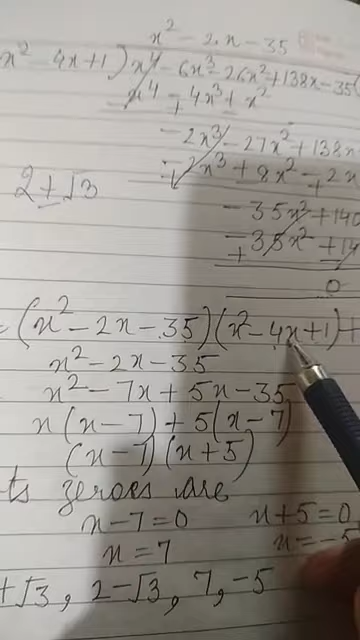 x² - 2x - 35
x² - 4x+1) x⁴ - 6x³ - 26x² + 138x - 35(
x⁴ + 4x³ + x²
- 2x³ - 27x² + 138x
- 2x³ + 8x² - 2x
2 ± √3
- 35x² + 140
- 35x² + 14
0
= (x² - 2x - 35)(x² - 4x+1) +
x² - 2x - 35
x² - 7x + 5x - 35
x(x - 7) + 5(x - 7)
(x - 7)(x + 5)
ts zeroes are
x - 7 = 0 x + 5 = 0
x = 7 x = - 5
+√3, 2-√3, 7, -5